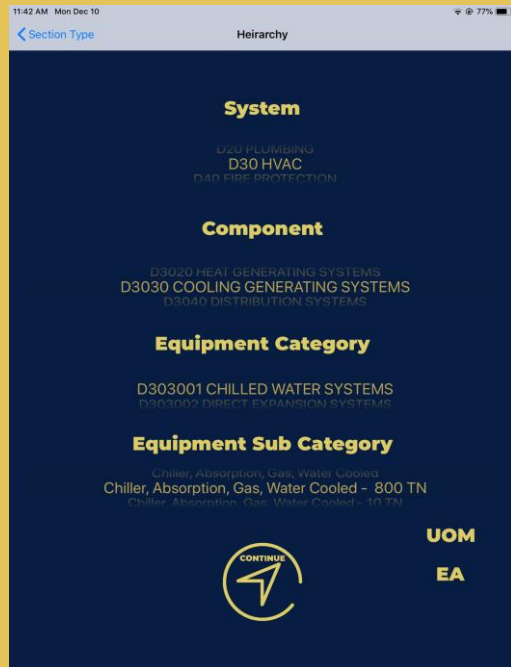 11:42 AM Mon Dec 10
77%
Section Type
Heirarchy
System
D20 PLUMBING
D30 HVAC
D40 FIRE PROTECTION
Component
D3020 HEAT GENERATING SYSTEMS
D3030 COOLING GENERATING SYSTEMS
D3040 DISTRIBUTION SYSTEMS
Equipment Category
D303001 CHILLED WATER SYSTEMS
D303002 DIRECT EXPANSION SYSTEMS
Equipment Sub Category
Chiller, Absorption, Gas, Water Cooled
Chiller, Absorption, Gas, Water Cooled - 800 TN
Chiller, Absorption, Gas, Water Cooled - 10 TN
UOM
CONTINUE
EA